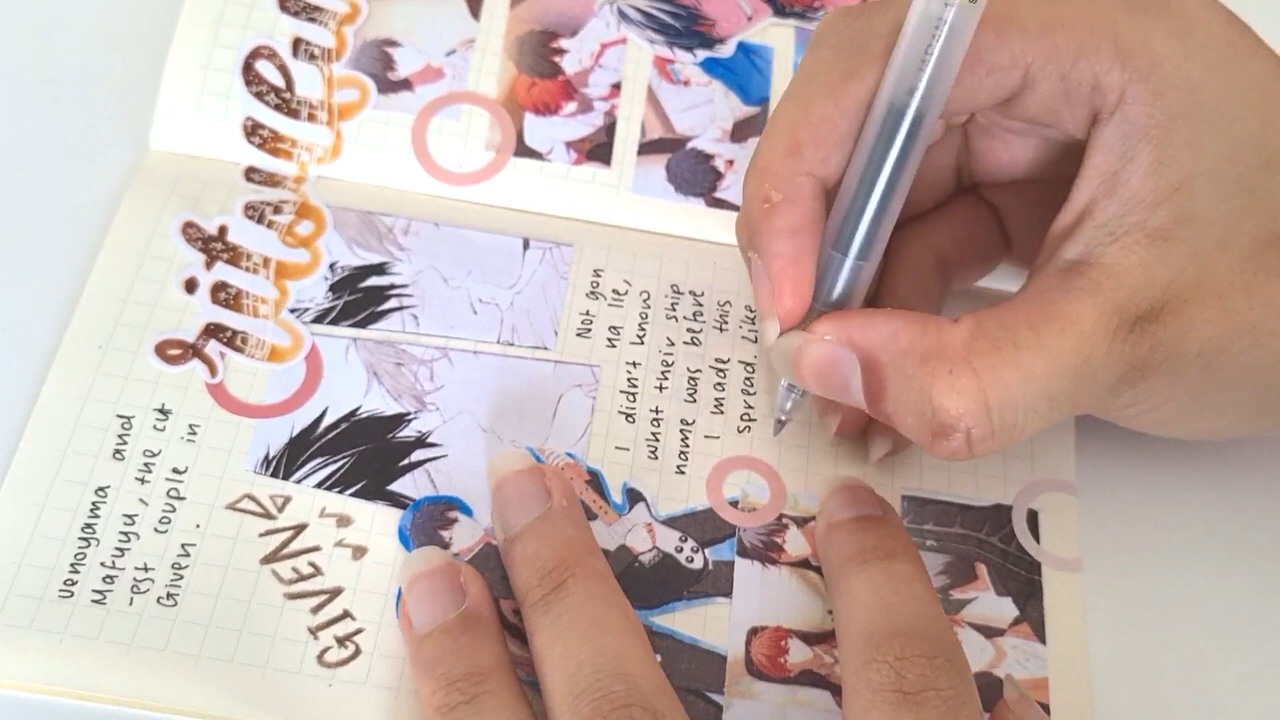 ritsufu
uenoyama and
Mafuyu, the cut
-est couple in
Given.
GIVEN
Not gon
na lie,
I didn't know
what their ship
name was before
I made this
spread. Like